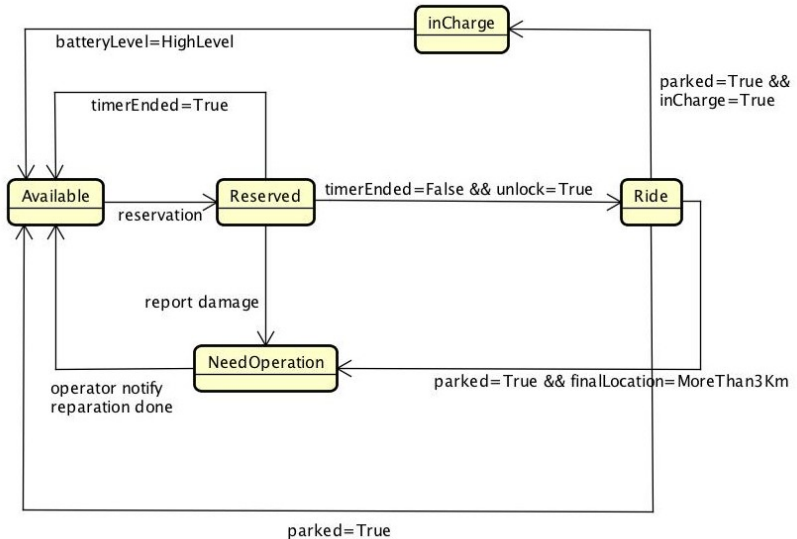 inCharge
batteryLevel=HighLevel
parked=True &&
inCharge=True
timerEnded=True
Available
Reserved
timerEnded=False && unlock=True
Ride
reservation
report damage
NeedOperation
parked=True && finalLocation=MoreThan3Km
operator notify
reparation done
parked=True